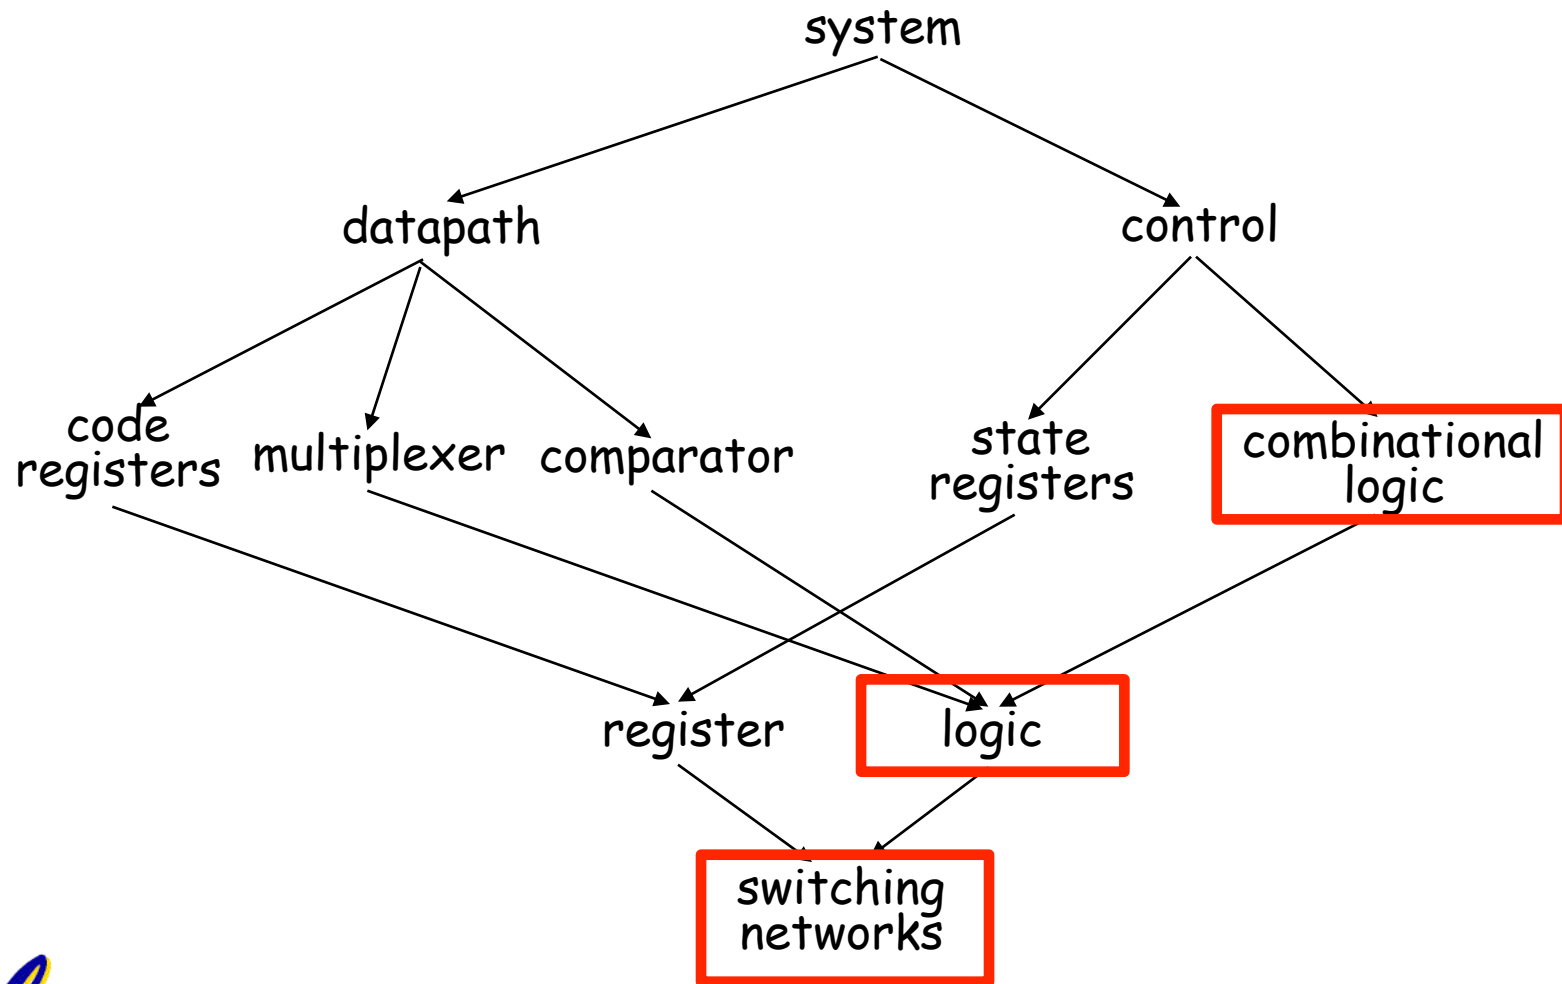 system
datapath
control
code
registers
multiplexer
comparator
state
registers
combinational
logic
register
logic
switching
networks